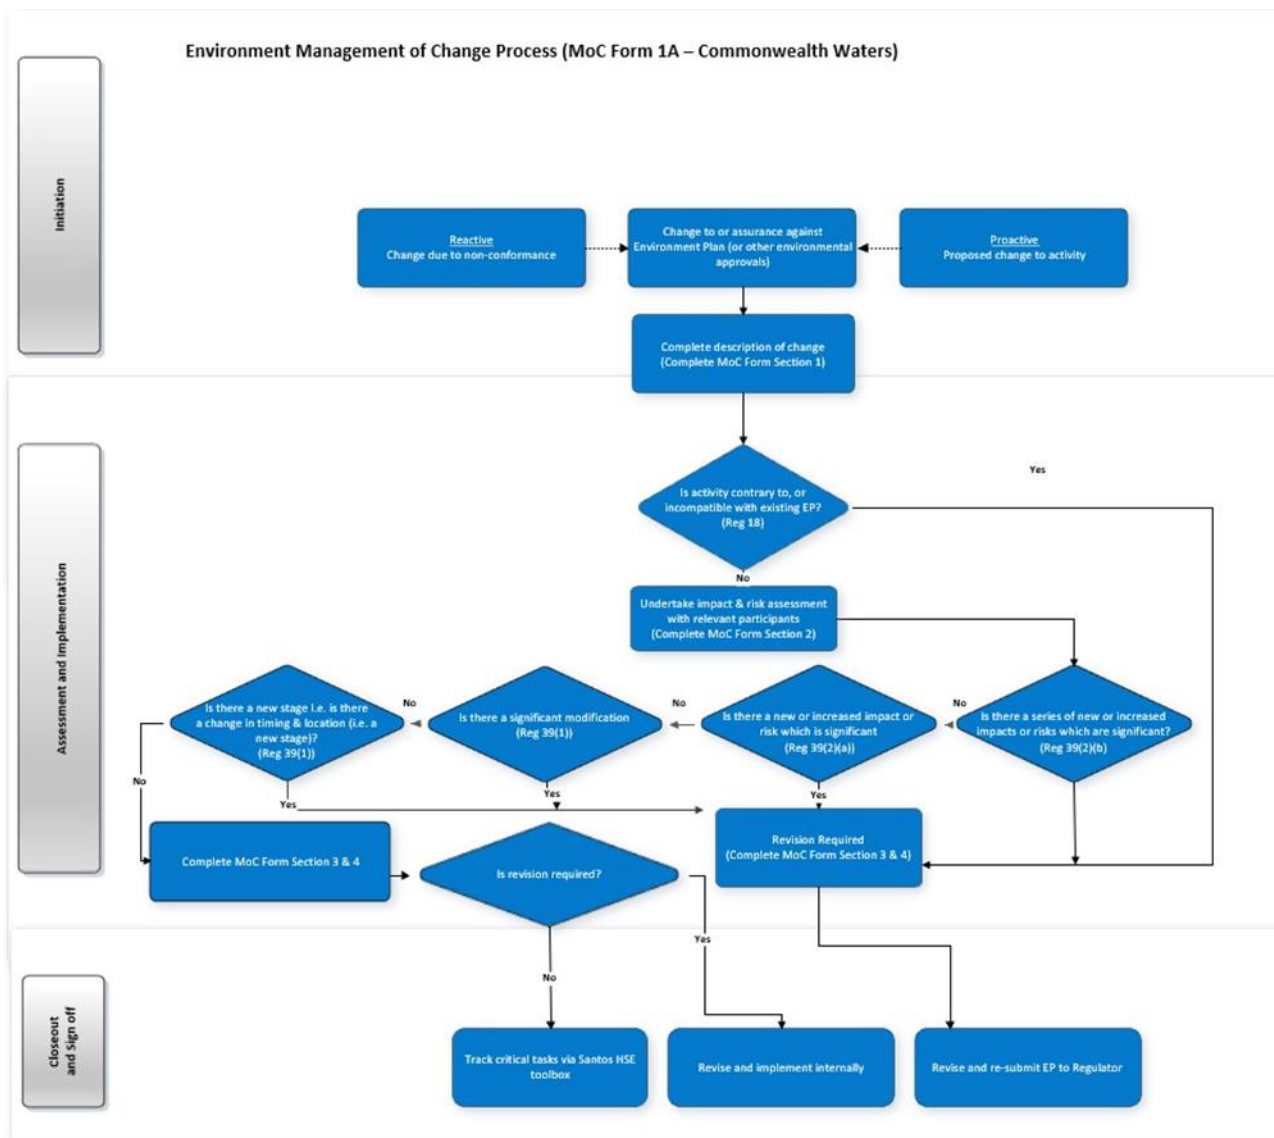 Environment Management of Change Process (MoC Form 1A – Commonwealth Waters)
Initiation
Reactive
Change due to non-conformance
Change to or assurance against
Environment Plan (or other environmental
approvals)
Proactive
Proposed change to activity
Complete description of change
(Complete MoC Form Section 1)
Assessment and Implementation
Is activity contrary to, or
incompatible with existing EP?
(Reg 18)
Yes
No
Undertake impact & risk assessment
with relevant participants
(Complete MoC Form Section 2)
Is there a new stage I.e. is there
a change in timing & location (i.e. a
new stage)?
(Reg 39(1))
No
Is there a significant modification
(Reg 39(1))
No
Is there a new or increased impact or
risk which is significant
(Reg 39(2)(a))
No
Is there a series of new or increased
impacts or risks which are significant?
(Reg 39(2)(b)
No
Yes
Yes
Yes
Complete MoC Form Section 3 & 4
Is revision required?
Revision Required
(Complete MoC Form Section 3 & 4)
Yes
No
Closeout
and Sign off
Track critical tasks via Santos HSE
toolbox
Revise and implement internally
Revise and re-submit EP to Regulator